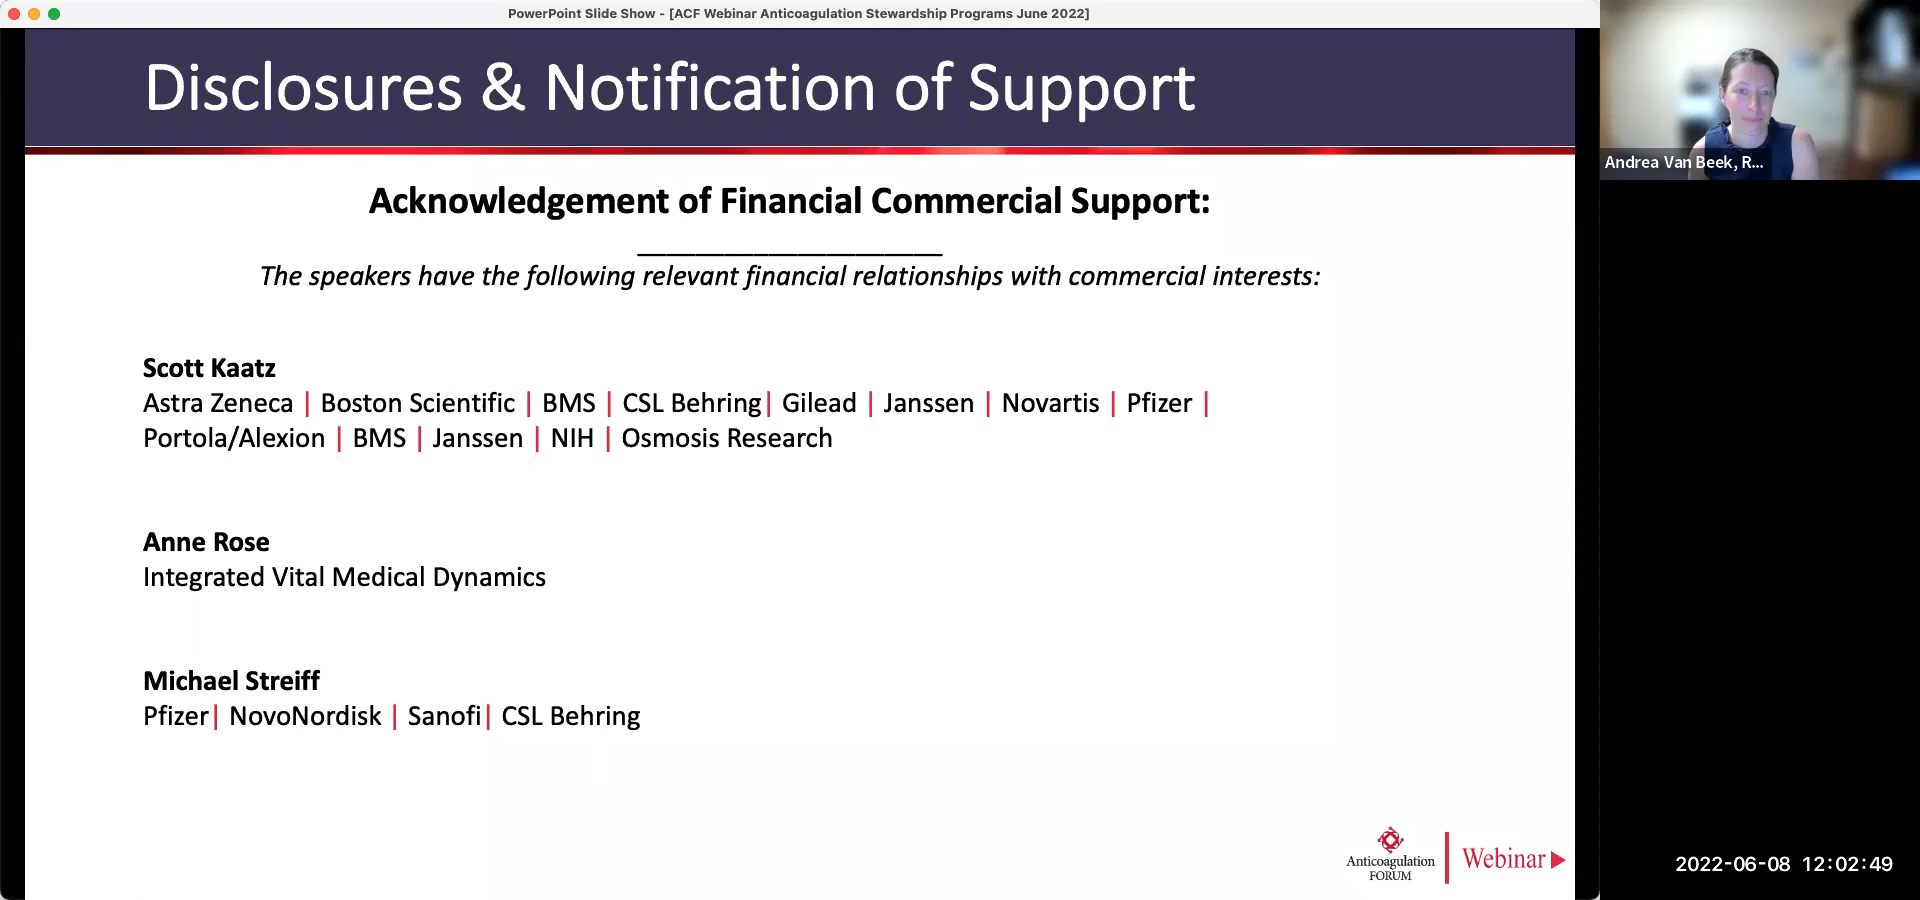 PowerPoint Slide Show - [ACF Webinar Anticoagulation Stewardship Programs June 2022]
Disclosures & Notification of Support
Andrea Van Beek, R...
Acknowledgement of Financial Commercial Support:
The speakers have the following relevant financial relationships with commercial interests:
Scott Kaatz
Astra Zeneca | Boston Scientific | BMS | CSL Behring| Gilead | Janssen | Novartis | Pfizer |
Portola/Alexion | BMS | Janssen | NIH | Osmosis Research
Anne Rose
Integrated Vital Medical Dynamics
Michael Streiff
Pfizer| NovoNordisk | Sanofi| CSL Behring
Anticoagulation
FORUM
Webinar
2022-06-08 12:02:49